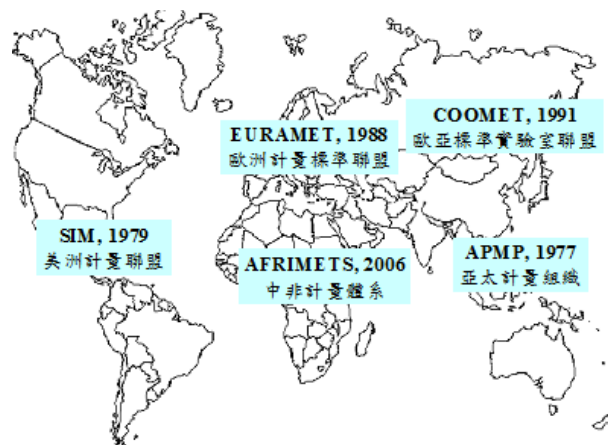 COOMET, 1991
歐亞標準實驗室聯盟
EURAMET, 1988
歐洲計量標準聯盟
SIM, 1979
美洲計量聯盟
AFRIMETS, 2006
中非計量體系
APMP, 1977
亞太計量組織